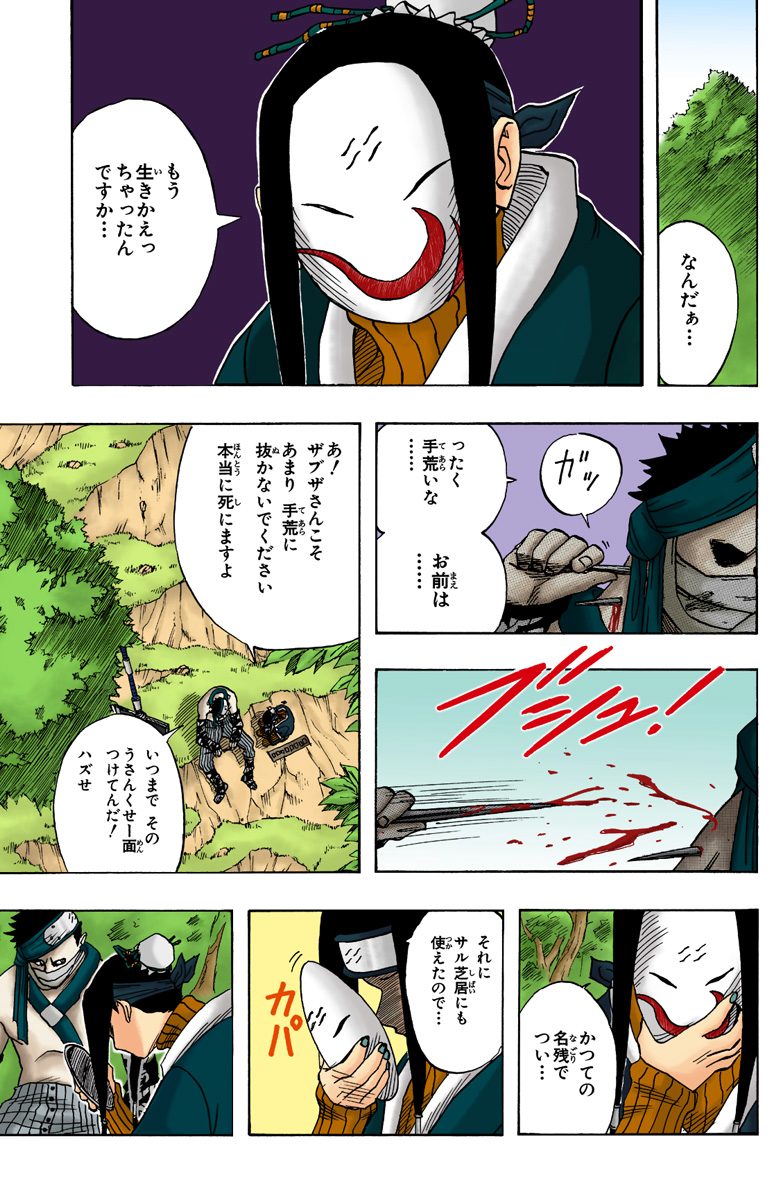 なんだぁ…
もう
生きかえっ
ちゃったん
ですか…
ガッ
ったく
手荒いな
……
お前は
……
ブシュ!
あ!
ザブザさんこそ
あまり 手荒に
抜かないでください
本当に死にますよ
いつまで その
うさんくせー面
つけてんだ!
ハズせ
かつての
名残で
つい…
それに
サル芝居にも
使えたので…
カパ